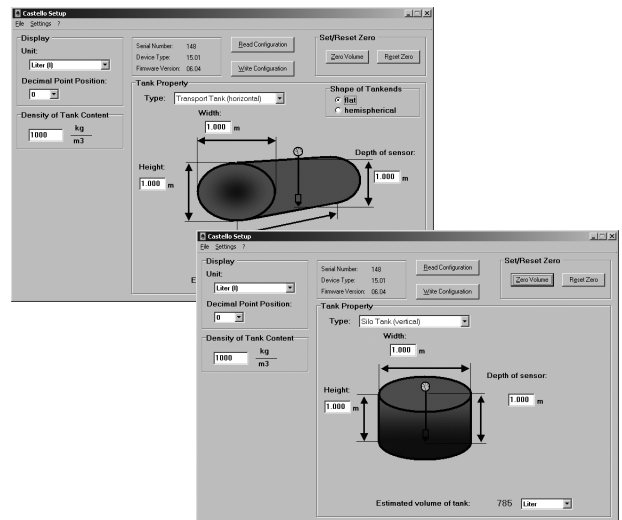 Castello Setup
File Settings ?
Display
Unit:
Liter (l)
Decimal Point Position:
0
Density of Tank Content
1000 kg
m3
Serial Number: 148
Device Type: 15.01
Firmware Version: 06.04
Read Configuration
Write Configuration
Set/Reset Zero
Zero Volume Reset Zero
Tank Property
Type: Transport Tank (horizontal)
Shape of Tankends
flat
hemispherical
Width:
1.000 m
Height:
1.000 m
Depth of sensor:
1.000 m
E
Castello Setup
File Settings ?
Display
Unit:
Liter (l)
Decimal Point Position:
0
Density of Tank Content
1000 kg
m3
Serial Number: 148
Device Type: 15.01
Firmware Version: 06.04
Read Configuration
Write Configuration
Set/Reset Zero
Zero Volume Reset Zero
Tank Property
Type: Silo Tank (vertical)
Width:
1.000 m
Height:
1.000 m
Depth of sensor:
1.000 m
Estimated volume of tank: 785 Liter